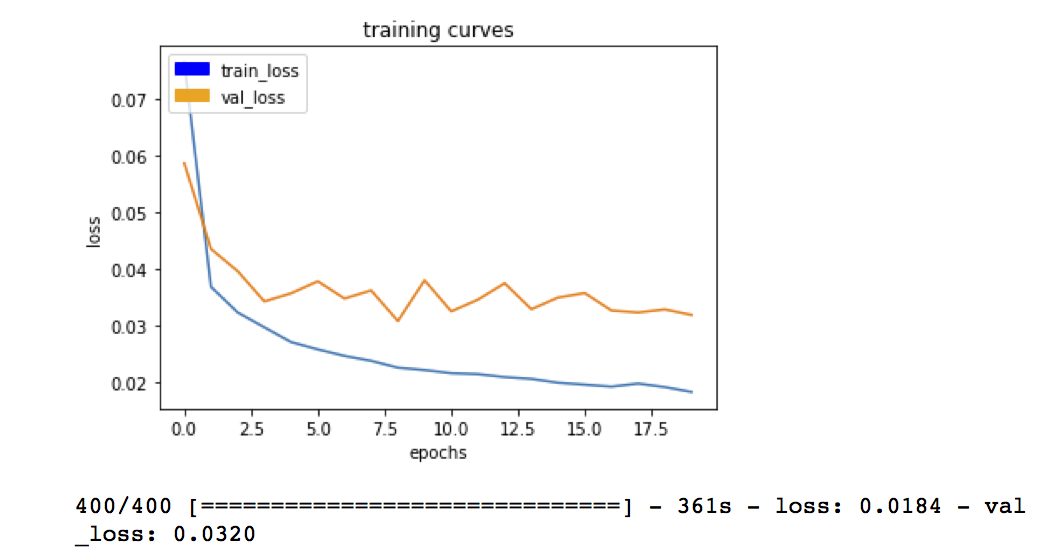 training curves
train_loss
val_loss
0.07
0.06
0.05
0.04
0.03
0.02
loss
0.0 2.5 5.0 7.5 10.0 12.5 15.0 17.5
epochs
400/400 [==============================] - 361s - loss: 0.0184 - val
_loss: 0.0320